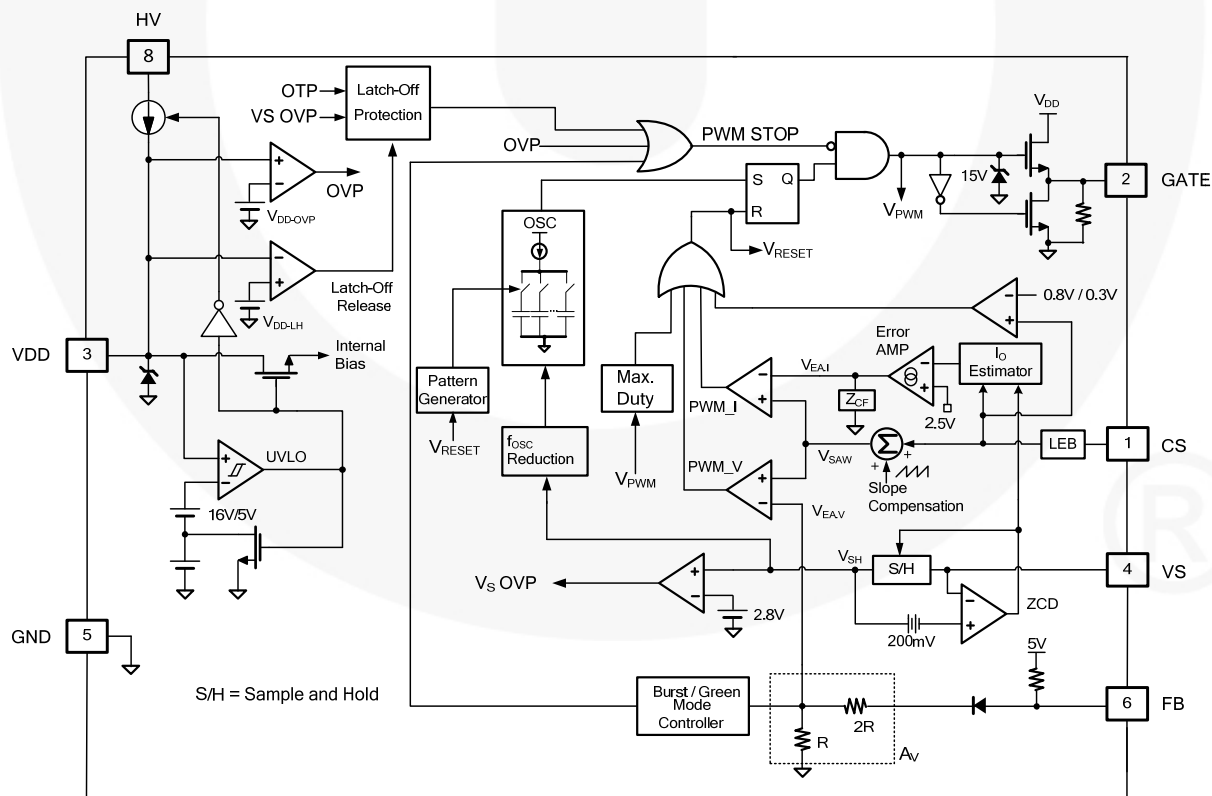 HV
8
OTP
VS OVP
Latch-Off
Protection
OVP
PWM STOP
VDD
15V
2
GATE
VPWM
S
Q
R
VRESET
OVP
VDD-OVP
OSC
Latch-Off
Release
VDD-LH
0.8V / 0.3V
VDD
3
Internal
Bias
Pattern
Generator
VRESET
fOSC
Reduction
Max.
Duty
VPWM
PWM_I
VEA.I
ZCF
Error
AMP
2.5V
IO
Estimator
LEB
1
CS
UVLO
16V/5V
PWM_V
VSAW
Σ
+
+
Slope
Compensation
VEA.V
VS OVP
2.8V
VSH
S/H
4
VS
ZCD
200mV
GND
5
S/H = Sample and Hold
Burst / Green
Mode
Controller
R
2R
AV
5V
6
FB
®